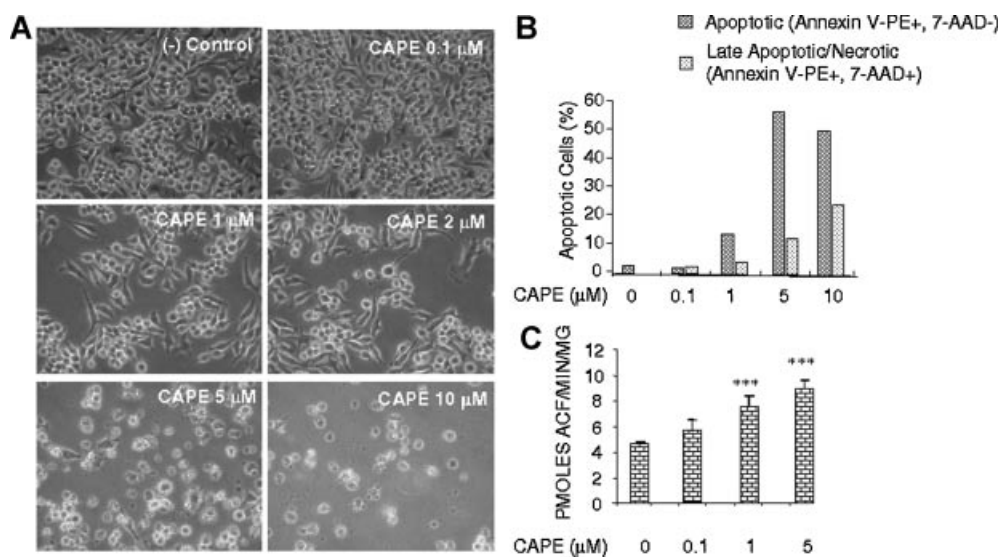 A
(-) Control
CAPE 0.1 μM
CAPE 1 μM
CAPE 2 μM
CAPE 5 μM
CAPE 10 μM
B
Apoptotic (Annexin V-PE+, 7-AAD-)
Late Apoptotic/Necrotic
(Annexin V-PE+, 7-AAD+)
Apoptotic Cells (%)
60
50
40
30
20
10
0
CAPE (μM) 0 0.1 1 5 10
C
PMOLES ACF/MIN/MG
12
10
8
6
4
2
0
***
***
CAPE (μM) 0 0.1 1 5